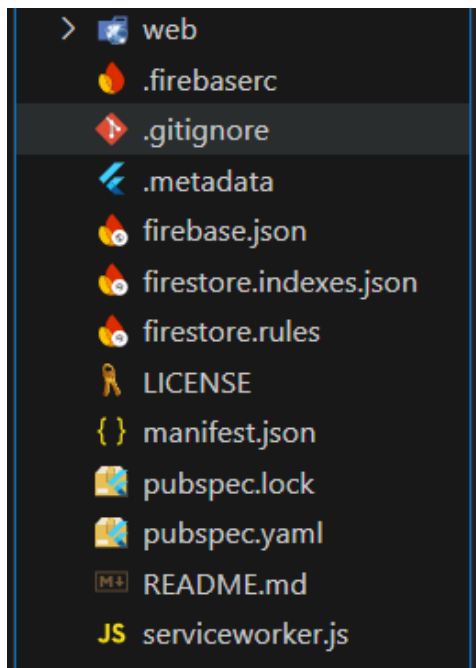 web
.firebaserc
.gitignore
.metadata
firebase.json
firestore.indexes.json
firestore.rules
LICENSE
{ } manifest.json
pubspec.lock
pubspec.yaml
M↓ README.md
JS serviceworker.js